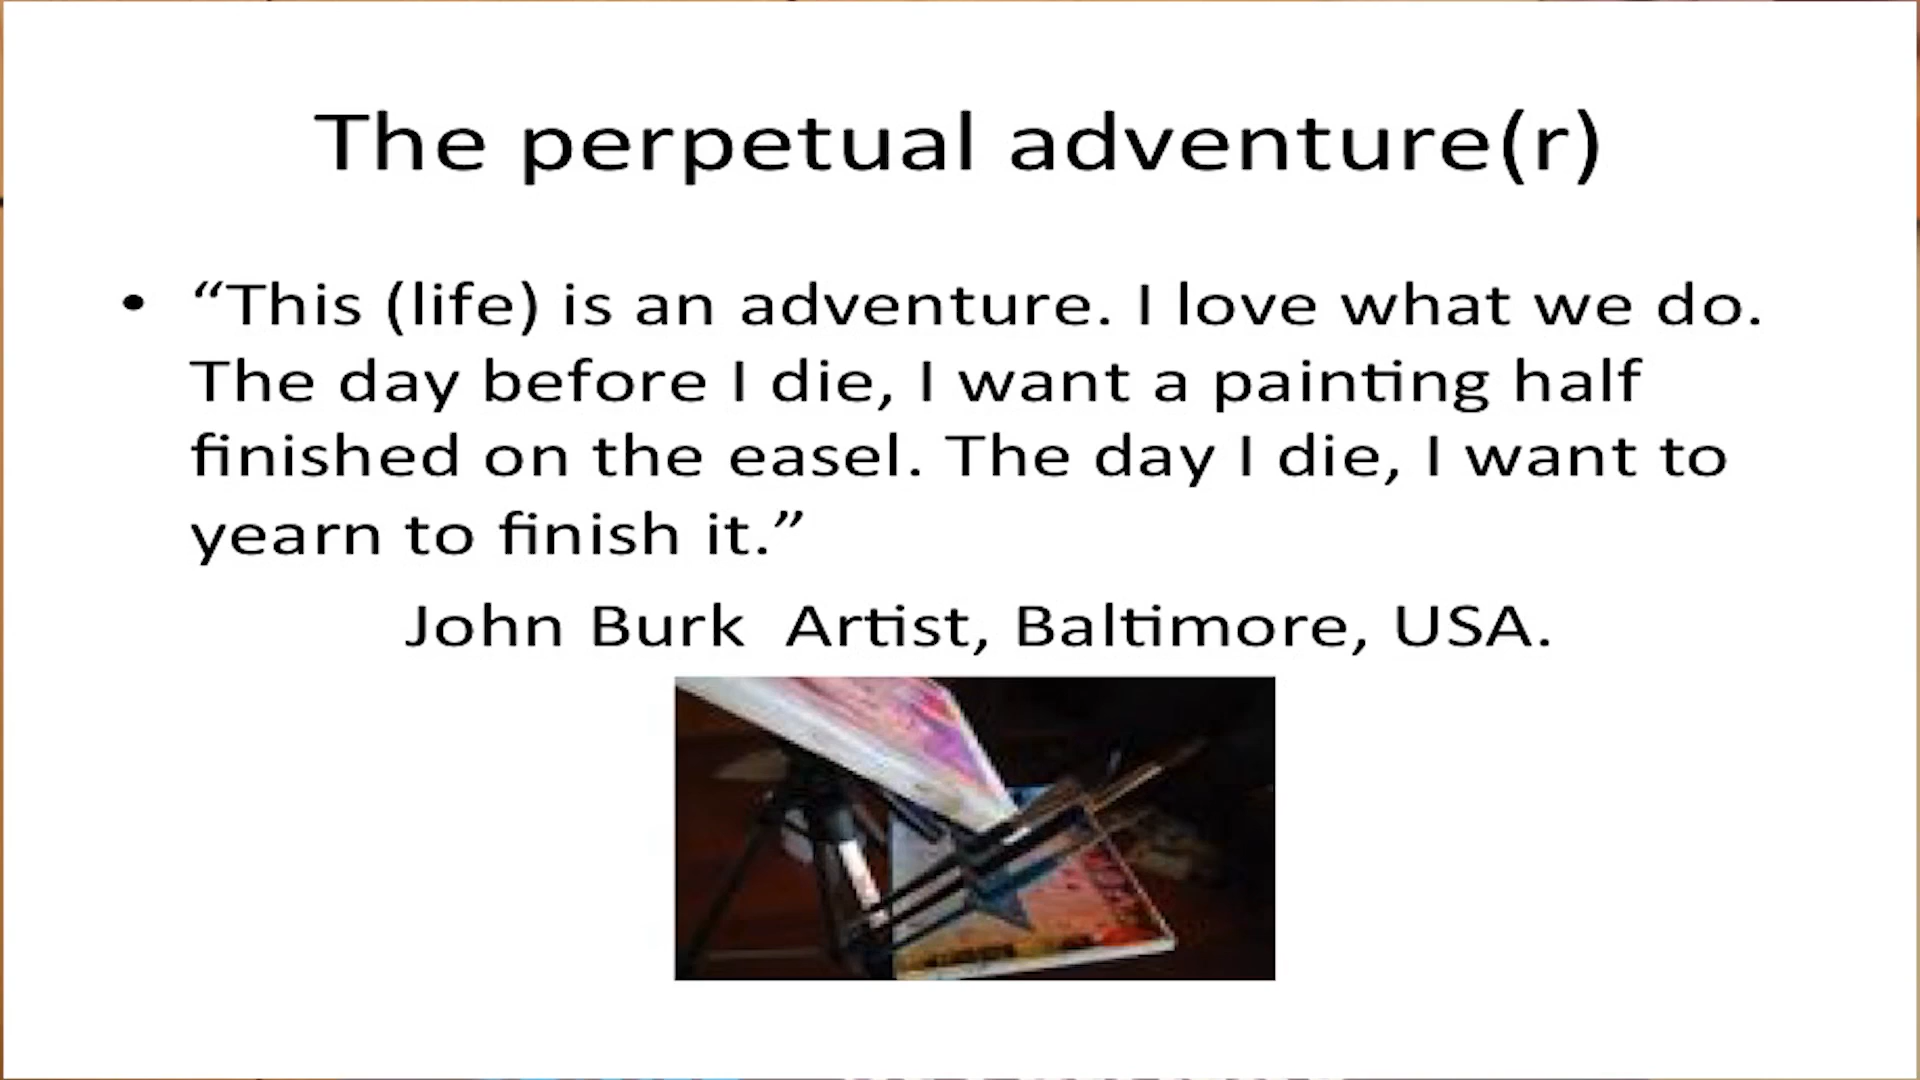 The perpetual adventure(r)
• “This (life) is an adventure. I love what we do.
The day before I die, I want a painting half
finished on the easel. The day I die, I want to
yearn to finish it.”
John Burk  Artist, Baltimore, USA.